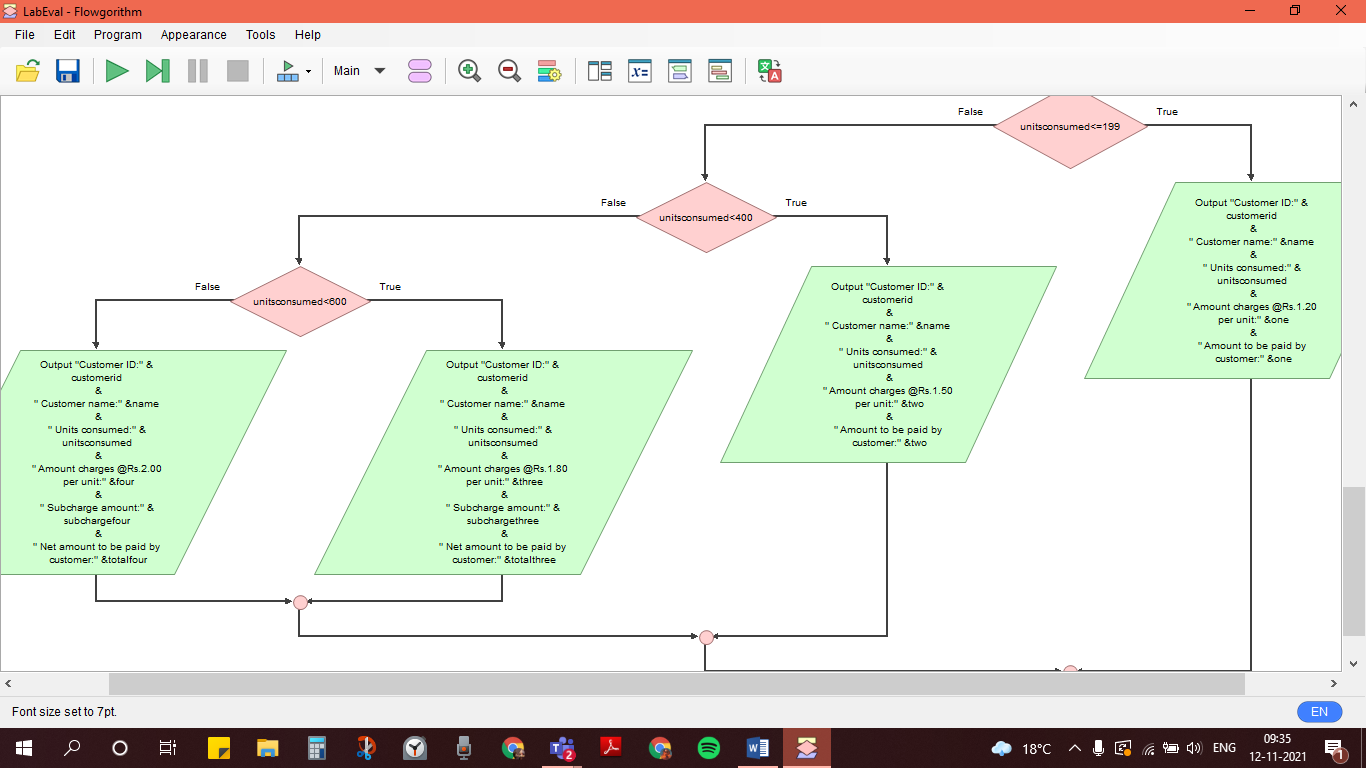 LabEval - Flowgorithm
File Edit Program Appearance Tools Help
Main
False
unitsconsumed<=199
True
False
unitsconsumed<400
True
False
unitsconsumed<600
True
Output "Customer ID:" &
customerid
&
" Customer name:" &name
&
" Units consumed:" &
unitsconsumed
&
" Amount charges @Rs.2.00
per unit:" &four
&
" Subcharge amount:" &
subchargefour
&
" Net amount to be paid by
customer:" &totalfour
Output "Customer ID:" &
customerid
&
" Customer name:" &name
&
" Units consumed:" &
unitsconsumed
&
" Amount charges @Rs.1.80
per unit:" &three
&
" Subcharge amount:" &
subchargethree
&
" Net amount to be paid by
customer:" &totalthree
Output "Customer ID:" &
customerid
&
" Customer name:" &name
&
" Units consumed:" &
unitsconsumed
&
" Amount charges @Rs.1.50
per unit:" &two
&
" Amount to be paid by
customer:" &two
Output "Customer ID:" &
customerid
&
" Customer name:" &name
&
" Units consumed:" &
unitsconsumed
&
" Amount charges @Rs.1.20
per unit:" &one
&
" Amount to be paid by
customer:" &one
Font size set to 7pt.
EN
18°C
ENG
09:35
12-11-2021